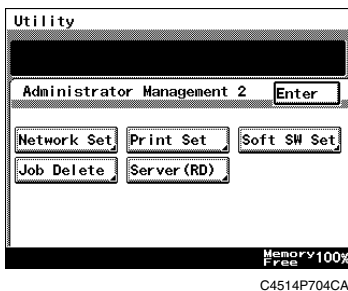 Utility
Administrator Management 2 Enter
Network Set Print Set Soft SW Set
Job Delete Server(RD)
Memory Free 100%
C4514P704CA